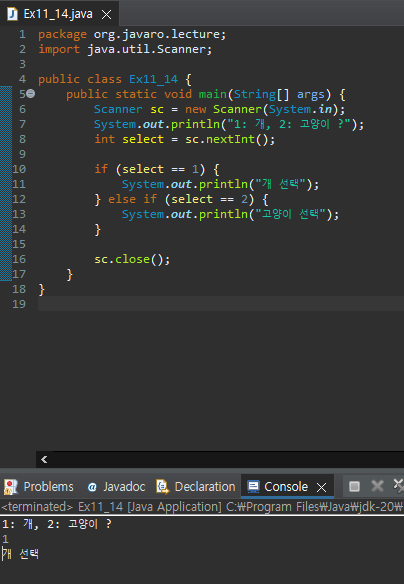 Ex11_14.java
1 package org.javaro.lecture;
2 import java.util.Scanner;
3
4 public class Ex11_14 {
5     public static void main(String[] args) {
6         Scanner sc = new Scanner(System.in);
7         System.out.println("1: 개, 2: 고양이 ?");
8         int select = sc.nextInt();
9
10         if (select == 1) {
11             System.out.println("개 선택");
12         } else if (select == 2) {
13             System.out.println("고양이 선택");
14         }
15
16         sc.close();
17     }
18 }
19
Problems @ Javadoc Declaration Console
<terminated> Ex11_14 [Java Application] C:₩Program Files₩Java₩jdk-20₩
1: 개, 2: 고양이 ?
1
개 선택